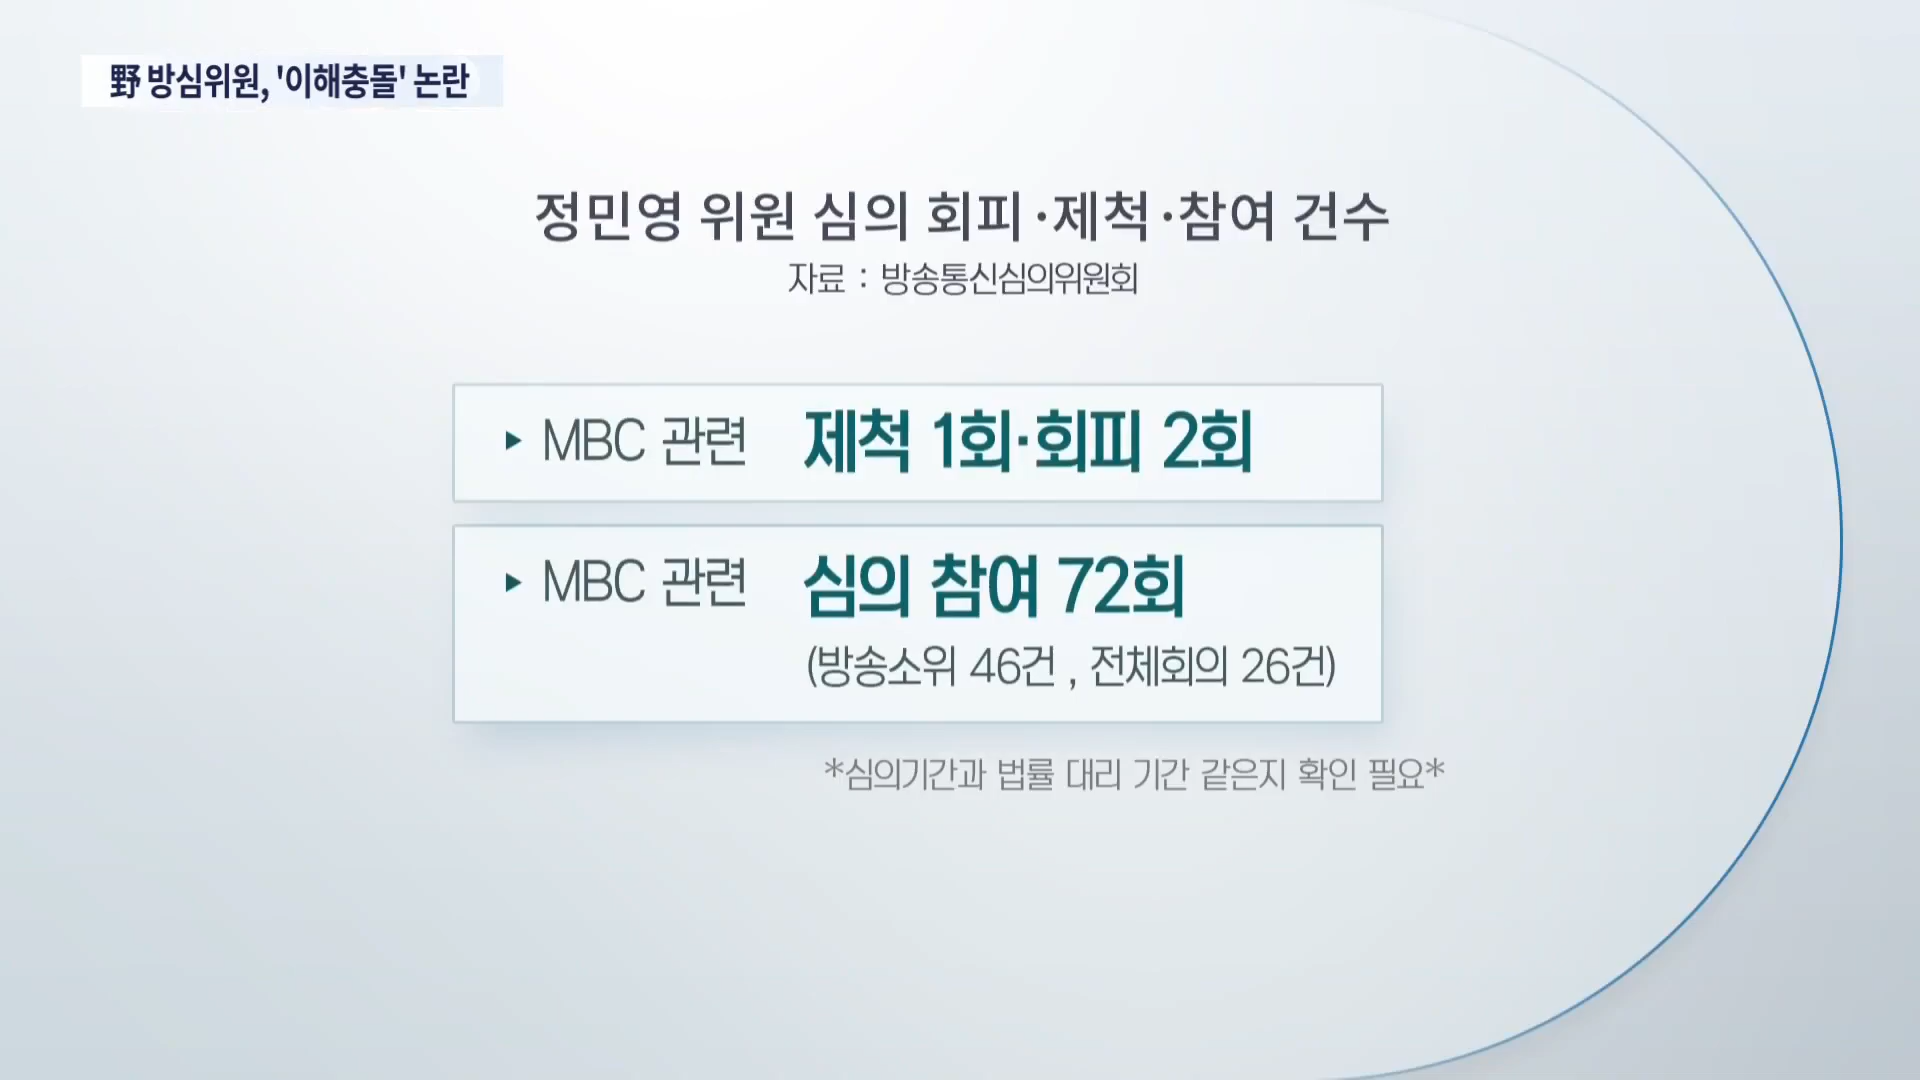 野 방심위원, '이해충돌' 논란
정민영 위원 심의 회피·제척·참여 건수
자료 : 방송통신심의위원회
▶ MBC 관련 제척 1회·회피 2회
▶ MBC 관련 심의 참여 72회
(방송소위 46건 , 전체회의 26건)
*심의기간과 법률 대리 기간 같은지 확인 필요*